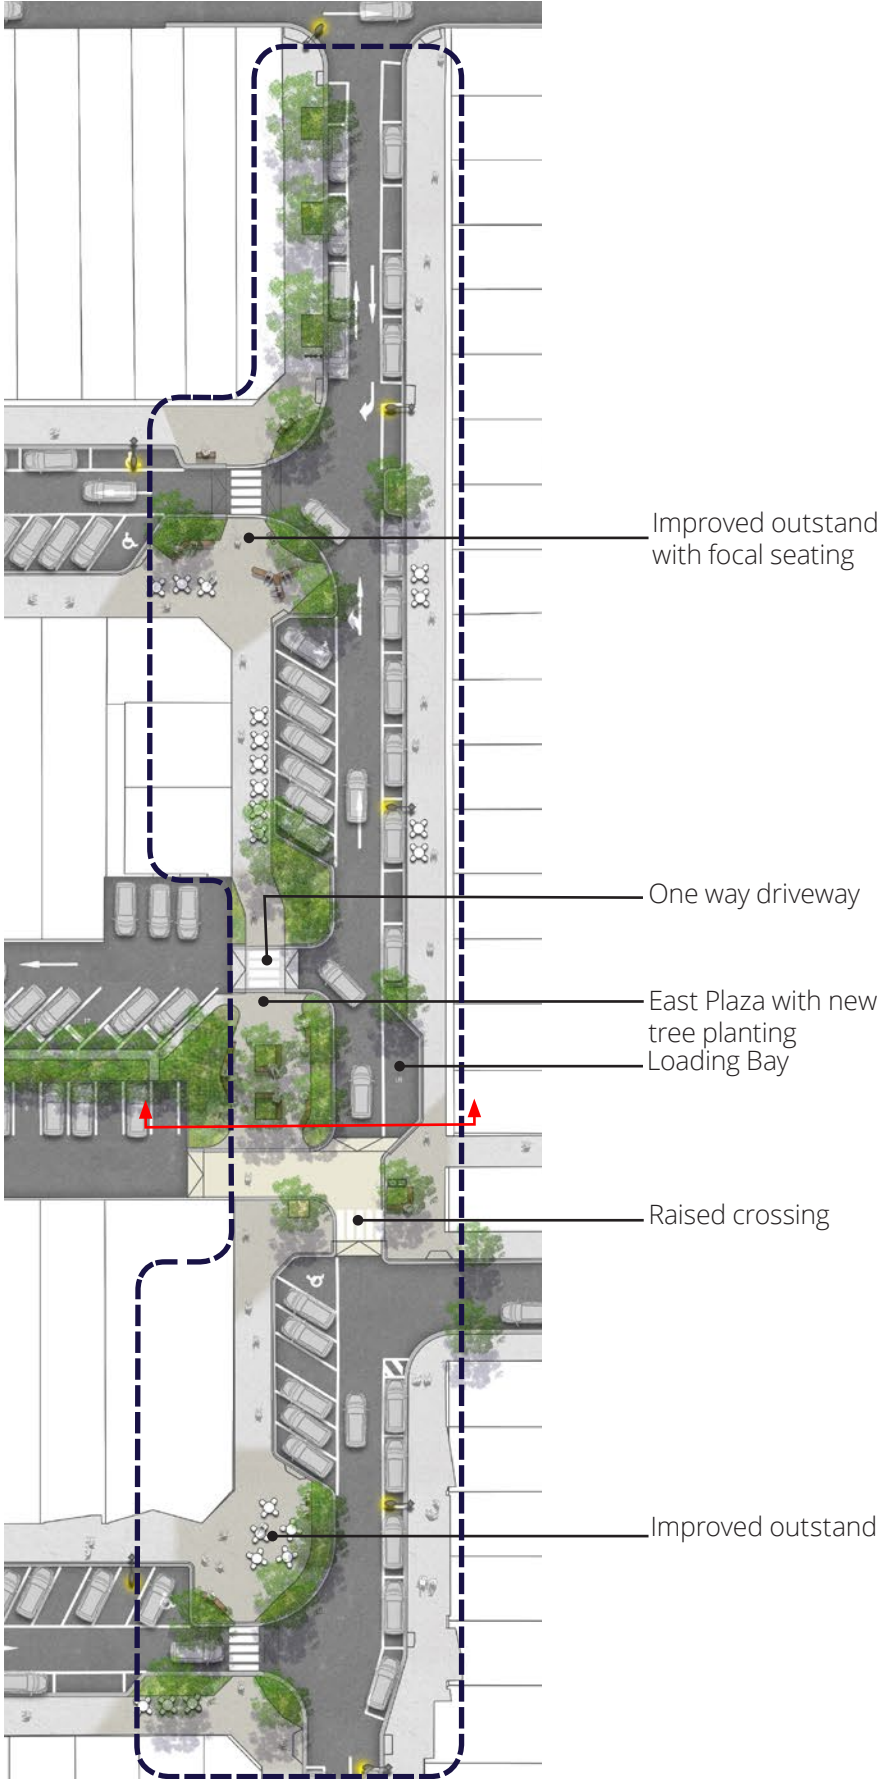 Improved outstand
with focal seating
One way driveway
East Plaza with new
tree planting
Loading Bay
Raised crossing
Improved outstand